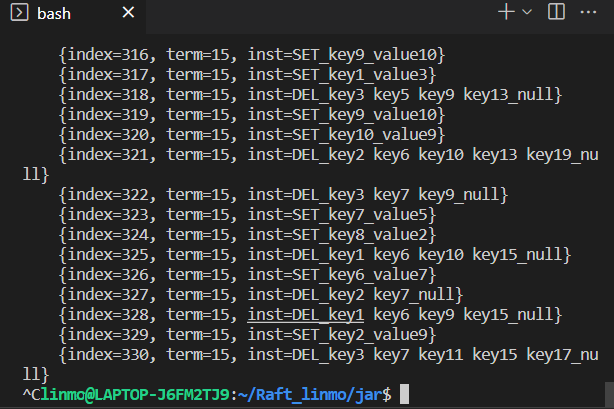 bash
{index=316, term=15, inst=SET_key9_value10}
{index=317, term=15, inst=SET_key1_value3}
{index=318, term=15, inst=DEL_key3 key5 key9 key13_null}
{index=319, term=15, inst=SET_key9_value10}
{index=320, term=15, inst=SET_key10_value9}
{index=321, term=15, inst=DEL_key2 key6 key10 key13 key19_nu
ll}
{index=322, term=15, inst=DEL_key3 key7 key9_null}
{index=323, term=15, inst=SET_key7_value5}
{index=324, term=15, inst=SET_key8_value2}
{index=325, term=15, inst=DEL_key1 key6 key10 key15_null}
{index=326, term=15, inst=SET_key6_value7}
{index=327, term=15, inst=DEL_key2 key7_null}
{index=328, term=15, inst=DEL_key1 key6 key9 key15_null}
{index=329, term=15, inst=SET_key2_value9}
{index=330, term=15, inst=DEL_key3 key7 key11 key15 key17_nu
ll}
^Clinmo@LAPTOP-J6FM2TJ9:~/Raft_linmo/jar$